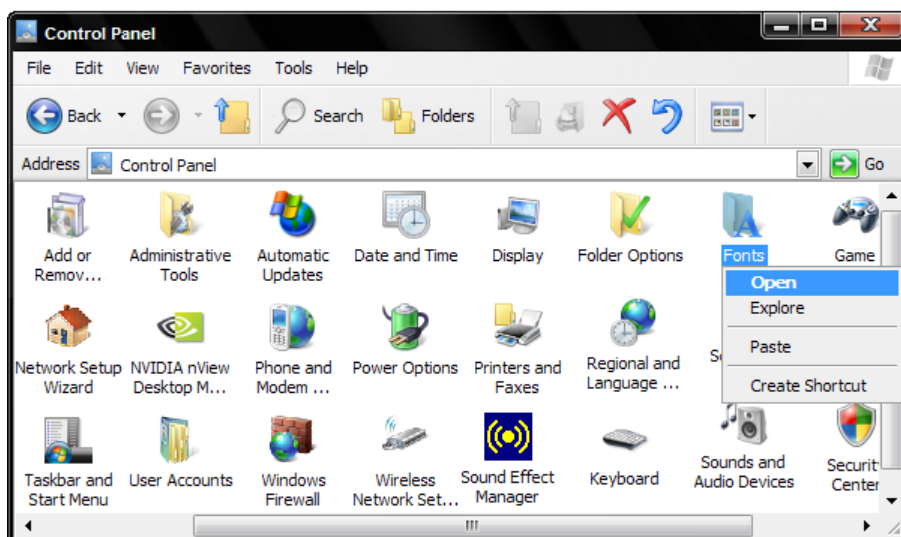 Control Panel
File Edit View Favorites Tools Help
Back Search Folders
Address Control Panel Go
Add or Remov...
Administrative Tools
Automatic Updates
Date and Time
Display
Folder Options
Fonts
Game
Open
Explore
Paste
Create Shortcut
Network Setup Wizard
NVIDIA nView Desktop M...
Phone and Modem ...
Power Options
Printers and Faxes
Regional and Language ...
Taskbar and Start Menu
User Accounts
Windows Firewall
Wireless Network Set...
Sound Effect Manager
Keyboard
Sounds and Audio Devices
Securit
Center